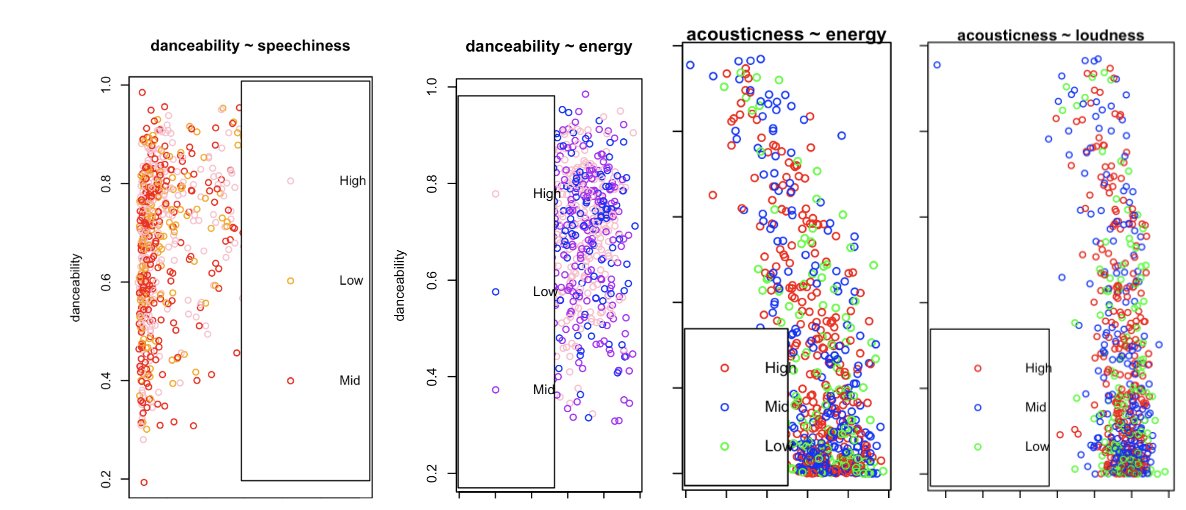 danceability ~ speechiness
danceability
1.0
0.8
0.6
0.4
0.2
High
Low
Mid
danceability ~ energy
danceability
1.0
0.8
0.6
0.4
0.2
High
Low
Mid
acousticness ~ energy
High
Mid
Low
acousticness ~ loudness
High
Mid
Low